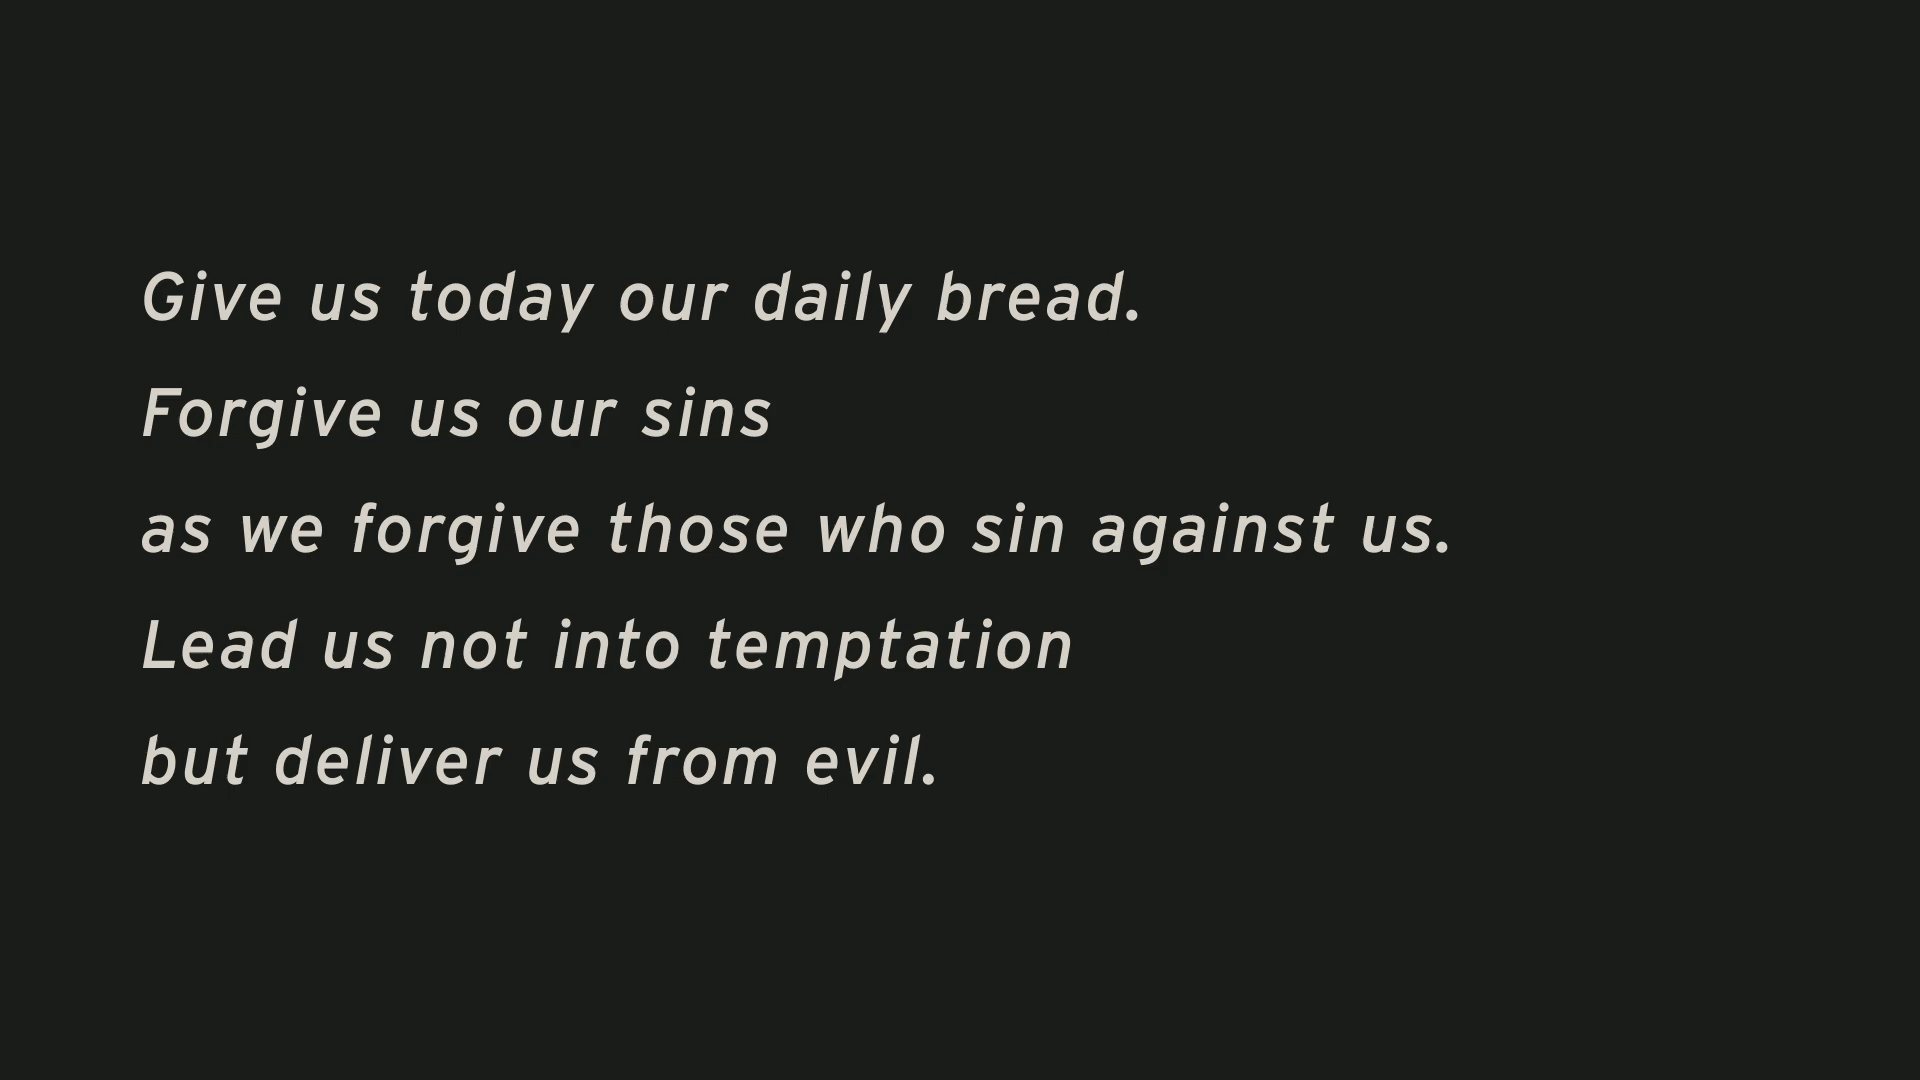 Give us today our daily bread.
Forgive us our sins
as we forgive those who sin against us.
Lead us not into temptation
but deliver us from evil.